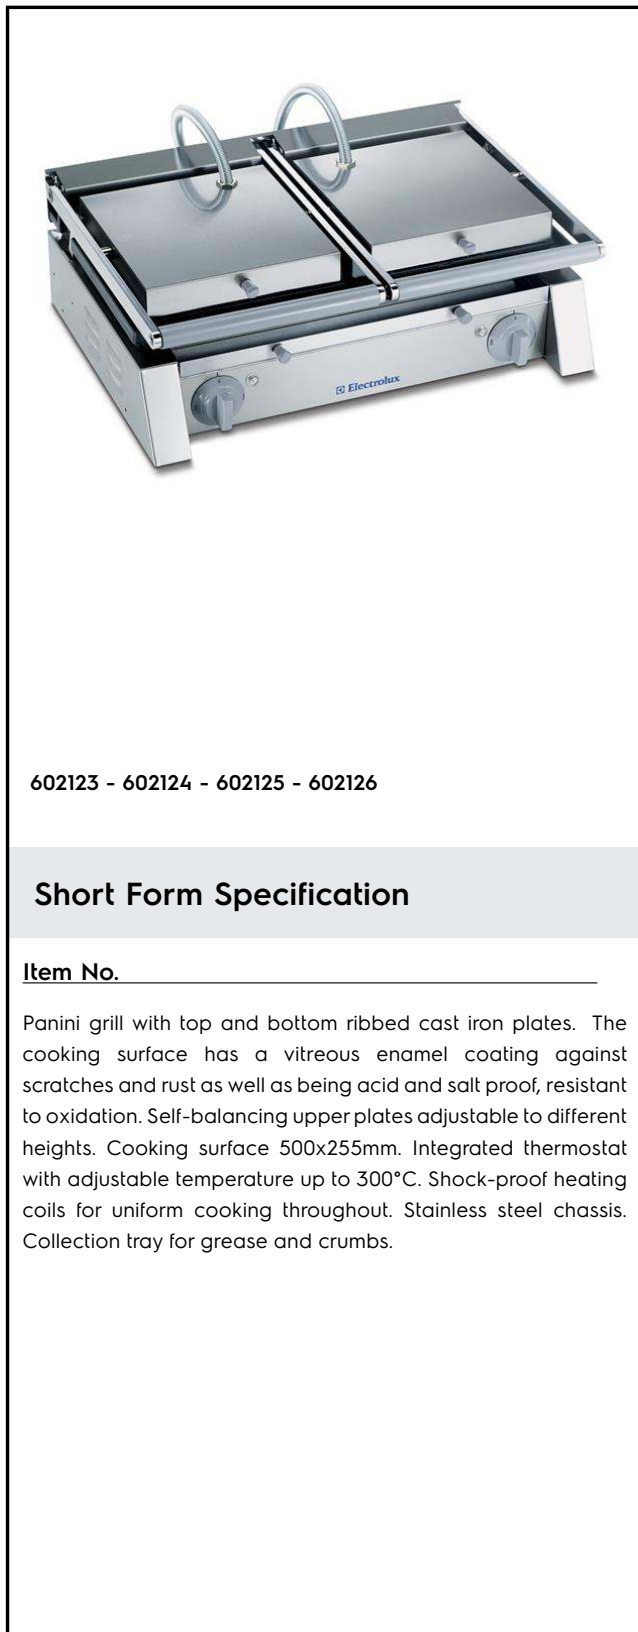 Electrolux
602123 - 602124 - 602125 - 602126
Short Form Specification
Item No.
Panini grill with top and bottom ribbed cast iron plates. The
cooking surface has a vitreous enamel coating against
scratches and rust as well as being acid and salt proof, resistant
to oxidation. Self-balancing upper plates adjustable to different
heights. Cooking surface 500x255mm. Integrated thermostat
with adjustable temperature up to 300°C. Shock-proof heating
coils for uniform cooking throughout. Stainless steel chassis.
Collection tray for grease and crumbs.